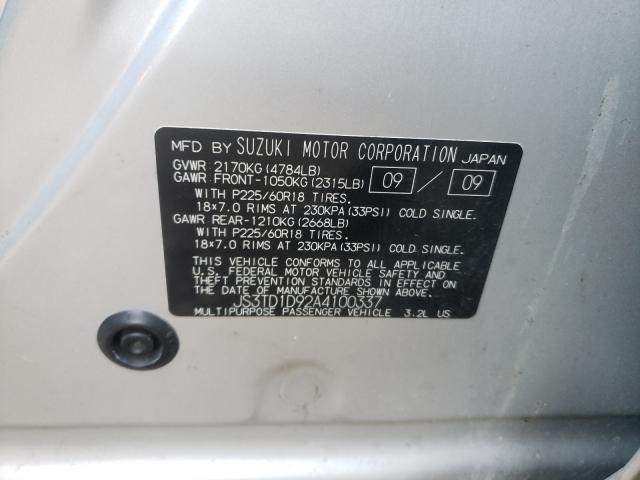 MFD BY SUZUKI MOTOR CORPORATION JAPAN
GVWR 2170KG (4784LB)
GAWR FRONT-1050KG (2315LB) 09 / 09
WITH P225/60R18 TIRES.
18×7.0 RIMS AT 230KPA (33PSI) COLD SINGLE.
GAWR REAR-1210KG (2668LB)
WITH P225/60R18 TIRES.
18×7.0 RIMS AT 230KPA (33PSI) COLD SINGLE.
THIS VEHICLE CONFORMS TO ALL APPLICABLE
U.S. FEDERAL MOTOR VEHICLE SAFETY AND
THEFT PREVENTION STANDARDS IN EFFECT ON
THE DATE OF MANUFACTURE SHOWN ABOVE.
JS3TD1D92A4100337
MULTIPURPOSE PASSENGER VEHICLE 3.2L US